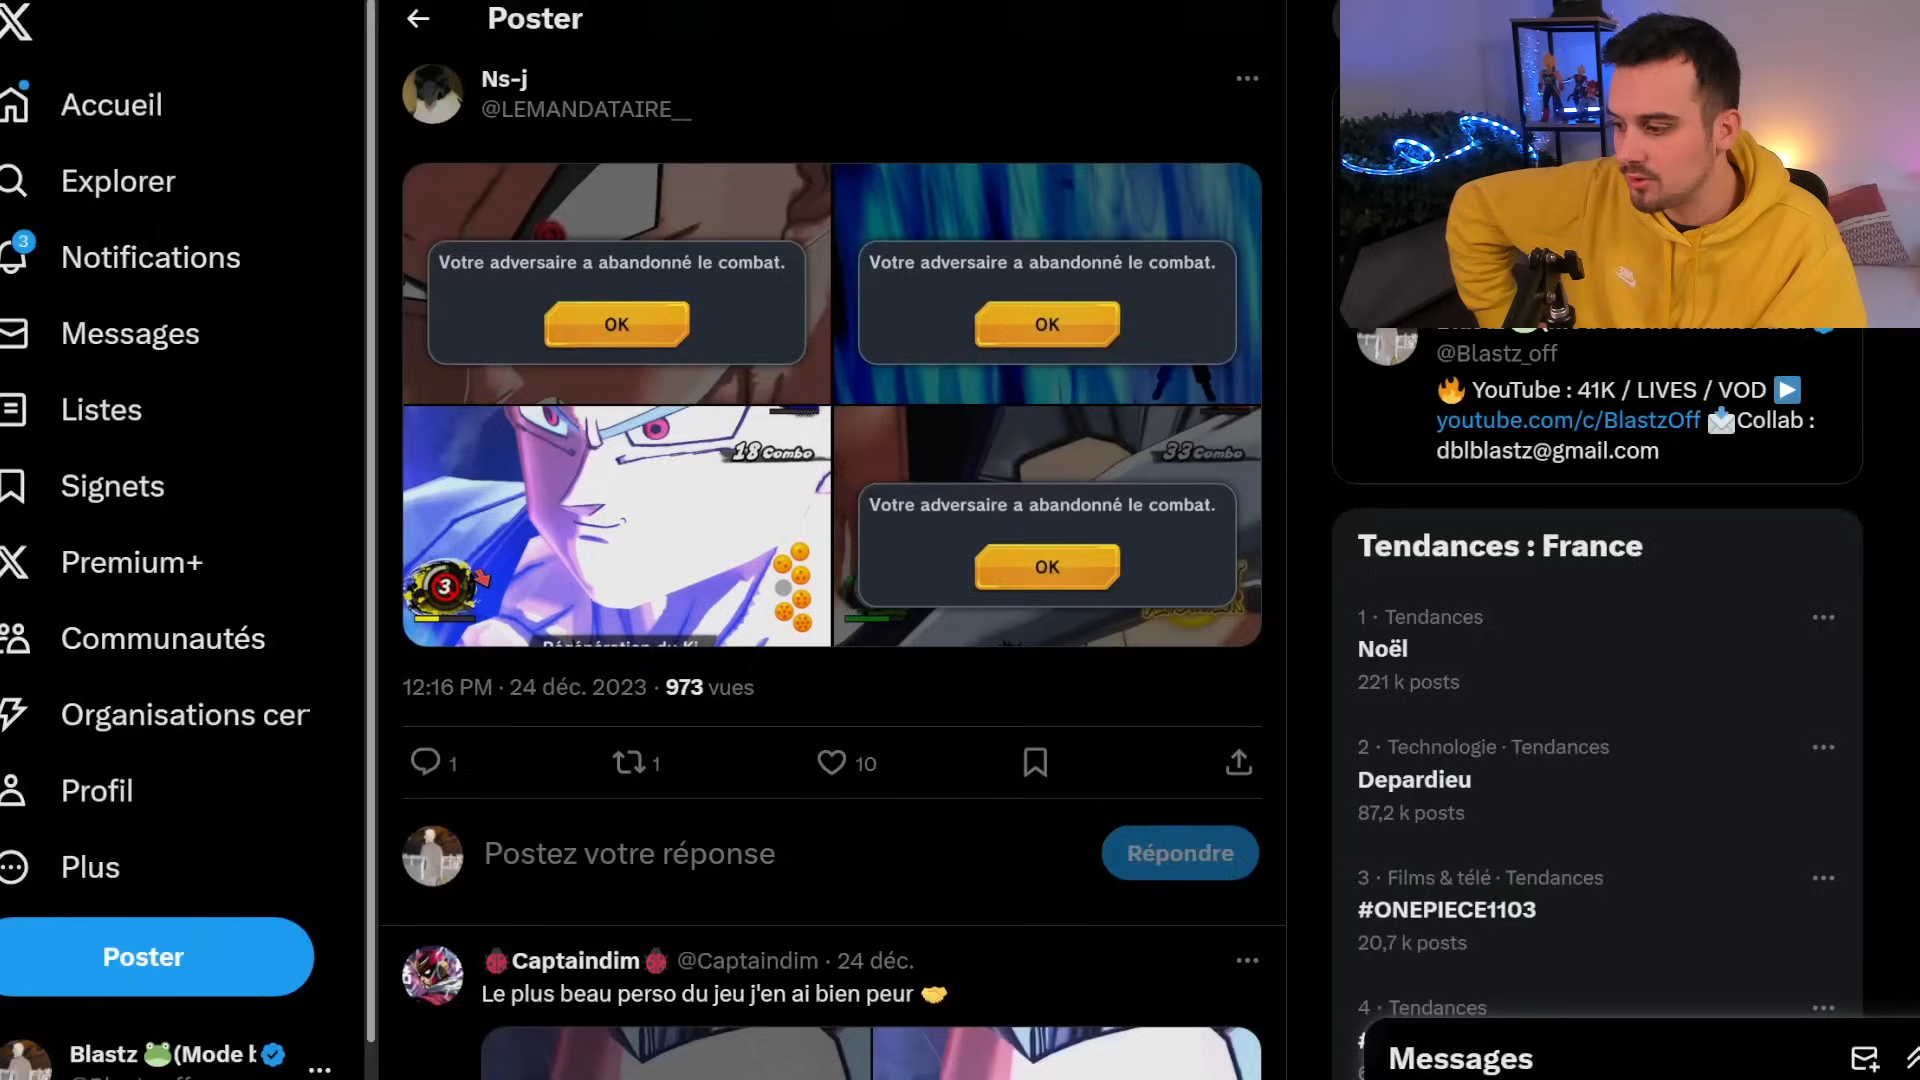 Accueil
Explorer
3
Notifications
Messages
Listes
Signets
Premium+
Communautés
Organisations cer
Profil
Plus
Poster
Blastz 🐸(Mode
Poster
Ns-j
@LEMANDATAIRE__
Votre adversaire a abandonné le combat.
OK
Votre adversaire a abandonné le combat.
OK
18 Combo
3
33 Combo
Votre adversaire a abandonné le combat.
OK
12:16 PM · 24 déc. 2023 · 973 vues
1
1
10
Postez votre réponse
Répondre
🐞Captaindim🐞 @Captaindim · 24 déc.
Le plus beau perso du jeu j'en ai bien peur 🤝
@Blastz_off
🔥 YouTube : 41K / LIVES / VOD ▶️
youtube.com/c/BlastzOff 📩Collab :
dblblastz@gmail.com
Tendances : France
1 · Tendances
Noël
221 k posts
2 · Technologie · Tendances
Depardieu
87,2 k posts
3 · Films & télé · Tendances
#ONEPIECE1103
20,7 k posts
4 · Tendances
Messages